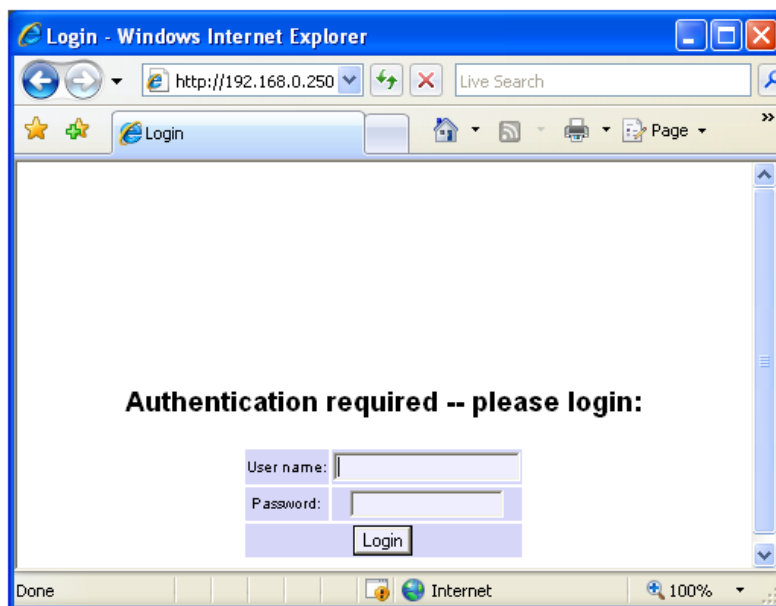 Login - Windows Internet Explorer
http://192.168.0.250
Live Search
Login
Page
»
Authentication required -- please login:
User name:
Password:
Login
Done
Internet
100%